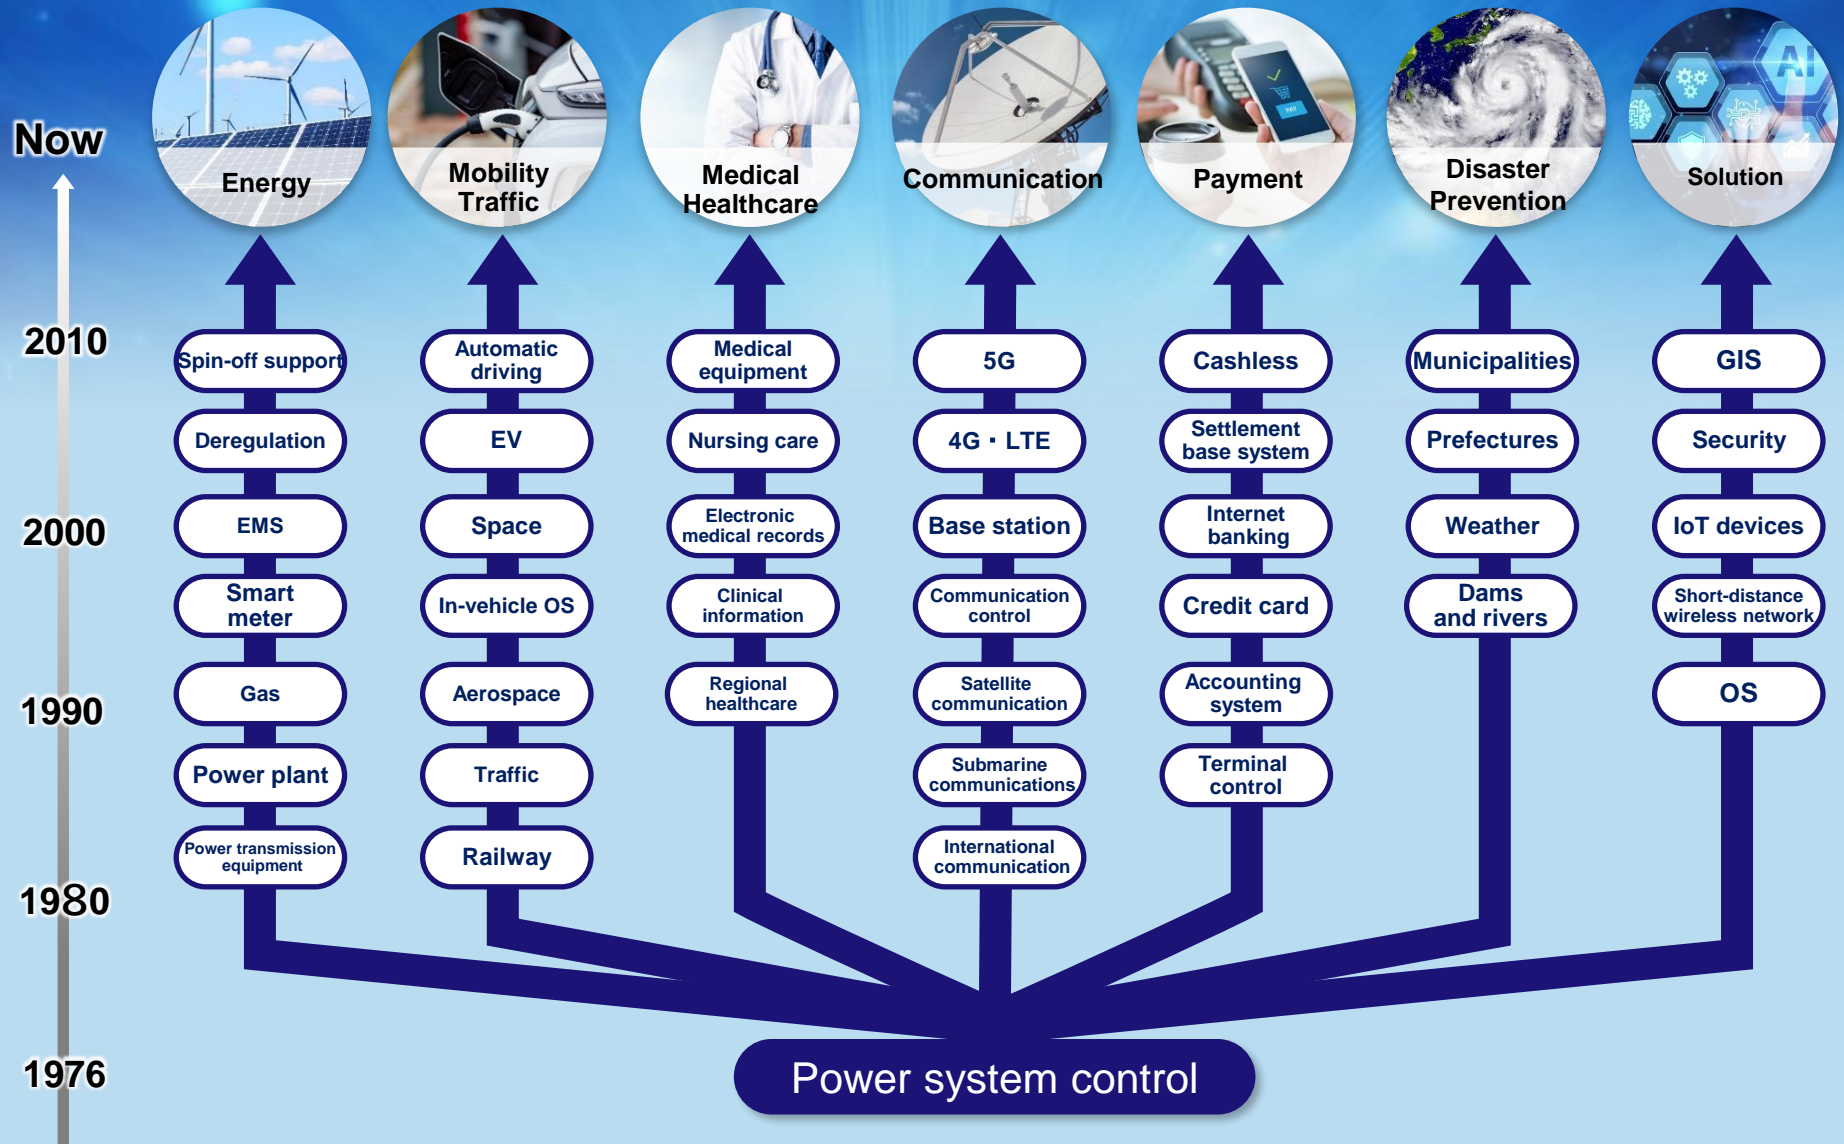 Now
2010
2000
1990
1980
1976
Energy
Spin-off support
Deregulation
EMS
Smart
meter
Gas
Power plant
Power transmission
equipment
Mobility
Traffic
Automatic
driving
EV
Space
In-vehicle OS
Aerospace
Traffic
Railway
Medical
Healthcare
Medical
equipment
Nursing care
Electronic
medical records
Clinical
information
Regional
healthcare
Communication
5G
4G・LTE
Base station
Communication
control
Satellite
communication
Submarine
communications
International
communication
PAY
Payment
Cashless
Settlement
base system
Internet
banking
Credit card
Accounting
system
Terminal
control
Disaster
Prevention
Municipalities
Prefectures
Weather
Dams
and rivers
AI
Solution
GIS
Security
IoT devices
Short-distance
wireless network
OS
Power system control